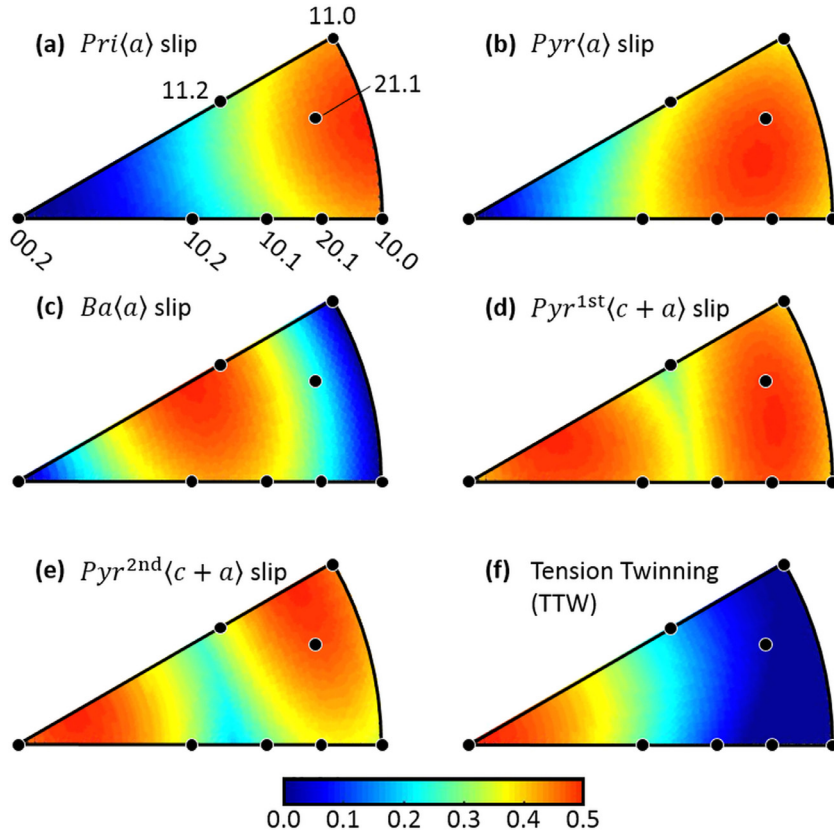 11.0
(a) Pri⟨a⟩ slip
(b) Pyr⟨a⟩ slip
11.2
21.1
00.2
10.2
10.1
20.1
10.0
(c) Ba⟨a⟩ slip
(d) Pyr¹ˢᵗ⟨c + a⟩ slip
(e) Pyr²ⁿᵈ⟨c + a⟩ slip
(f) Tension Twinning
(TTW)
0.0 0.1 0.2 0.3 0.4 0.5